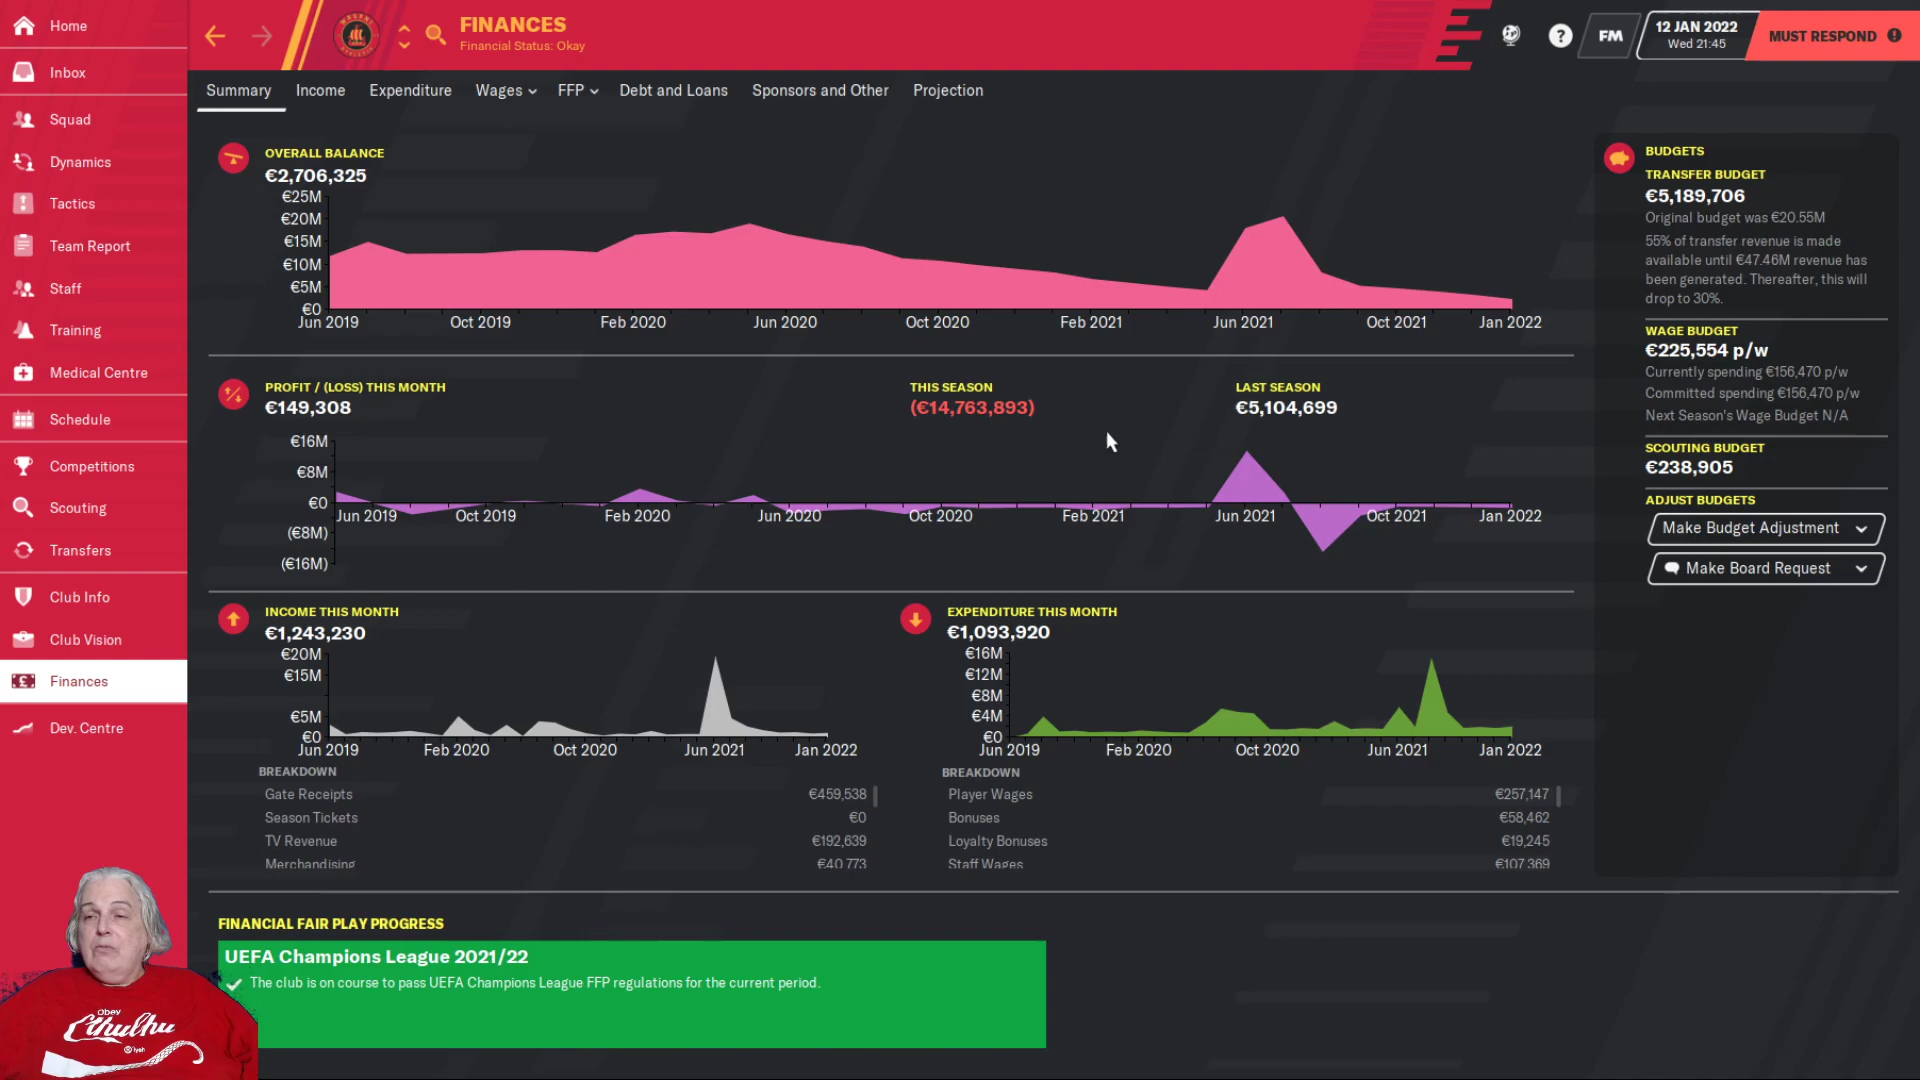 Home
Inbox
Squad
Dynamics
Tactics
Team Report
Staff
Training
Medical Centre
Schedule
Competitions
Scouting
Transfers
Club Info
Club Vision
Finances
Dev. Centre
FINANCES
Financial Status: Okay
FM
12 JAN 2022
Wed 21:45
MUST RESPOND
Summary Income Expenditure Wages FFP Debt and Loans Sponsors and Other Projection
OVERALL BALANCE
€2,706,325
€25M
€20M
€15M
€10M
€5M
€0
Jun 2019 Oct 2019 Feb 2020 Jun 2020 Oct 2020 Feb 2021 Jun 2021 Oct 2021 Jan 2022
PROFIT / (LOSS) THIS MONTH
€149,308
THIS SEASON
(€14,763,893)
LAST SEASON
€5,104,699
€16M
€8M
€0
(€8M)
(€16M)
Jun 2019 Oct 2019 Feb 2020 Jun 2020 Oct 2020 Feb 2021 Jun 2021 Oct 2021 Jan 2022
INCOME THIS MONTH
€1,243,230
€20M
€15M
€5M
€0
Jun 2019 Feb 2020 Oct 2020 Jun 2021 Jan 2022
BREAKDOWN
Gate Receipts €459,538
Season Tickets €0
TV Revenue €192,639
Merchandising €40,773
EXPENDITURE THIS MONTH
€1,093,920
€16M
€12M
€8M
€4M
€0
Jun 2019 Feb 2020 Oct 2020 Jun 2021 Jan 2022
BREAKDOWN
Player Wages €257,147
Bonuses €58,462
Loyalty Bonuses €19,245
Staff Wages €107,369
BUDGETS
TRANSFER BUDGET
€5,189,706
Original budget was €20.55M
55% of transfer revenue is made
available until €47.46M revenue has
been generated. Thereafter, this will
drop to 30%.
WAGE BUDGET
€225,554 p/w
Currently spending €156,470 p/w
Committed spending €156,470 p/w
Next Season's Wage Budget N/A
SCOUTING BUDGET
€238,905
ADJUST BUDGETS
Make Budget Adjustment
Make Board Request
FINANCIAL FAIR PLAY PROGRESS
UEFA Champions League 2021/22
The club is on course to pass UEFA Champions League FFP regulations for the current period.
Obey
Cthulhu